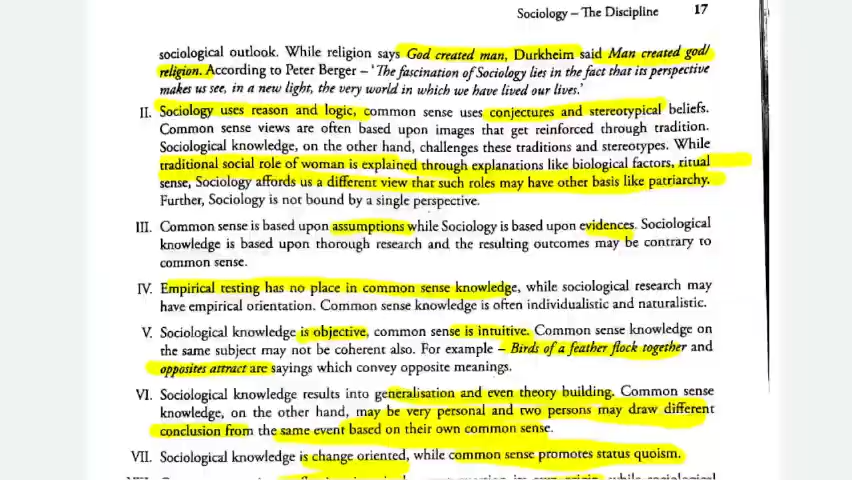 Sociology – The Discipline 17
sociological outlook. While religion says God created man, Durkheim said Man created god/
religion. According to Peter Berger – 'The fascination of Sociology lies in the fact that its perspective
makes us see, in a new light, the very world in which we have lived our lives.'
II. Sociology uses reason and logic, common sense uses conjectures and stereotypical beliefs.
Common sense views are often based upon images that get reinforced through tradition.
Sociological knowledge, on the other hand, challenges these traditions and stereotypes. While
traditional social role of woman is explained through explanations like biological factors, ritual
sense, Sociology affords us a different view that such roles may have other basis like patriarchy.
Further, Sociology is not bound by a single perspective.
III. Common sense is based upon assumptions while Sociology is based upon evidences. Sociological
knowledge is based upon thorough research and the resulting outcomes may be contrary to
common sense.
IV. Empirical testing has no place in common sense knowledge, while sociological research may
have empirical orientation. Common sense knowledge is often individualistic and naturalistic.
V. Sociological knowledge is objective, common sense is intuitive. Common sense knowledge on
the same subject may not be coherent also. For example – Birds of a feather flock together and
opposites attract are sayings which convey opposite meanings.
VI. Sociological knowledge results into generalisation and even theory building. Common sense
knowledge, on the other hand, may be very personal and two persons may draw different
conclusion from the same event based on their own common sense.
VII. Sociological knowledge is change oriented, while common sense promotes status quoism.